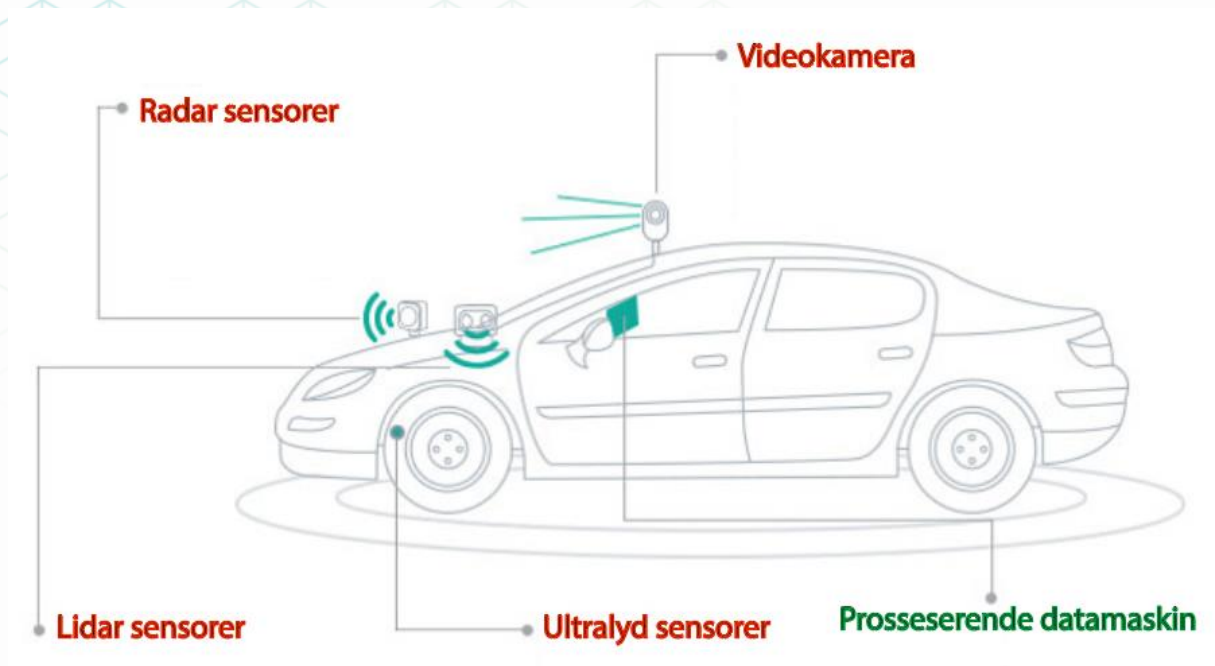 Videokamera
Radar sensorer
Lidar sensorer
Ultralyd sensorer
Prosseserende datamaskin